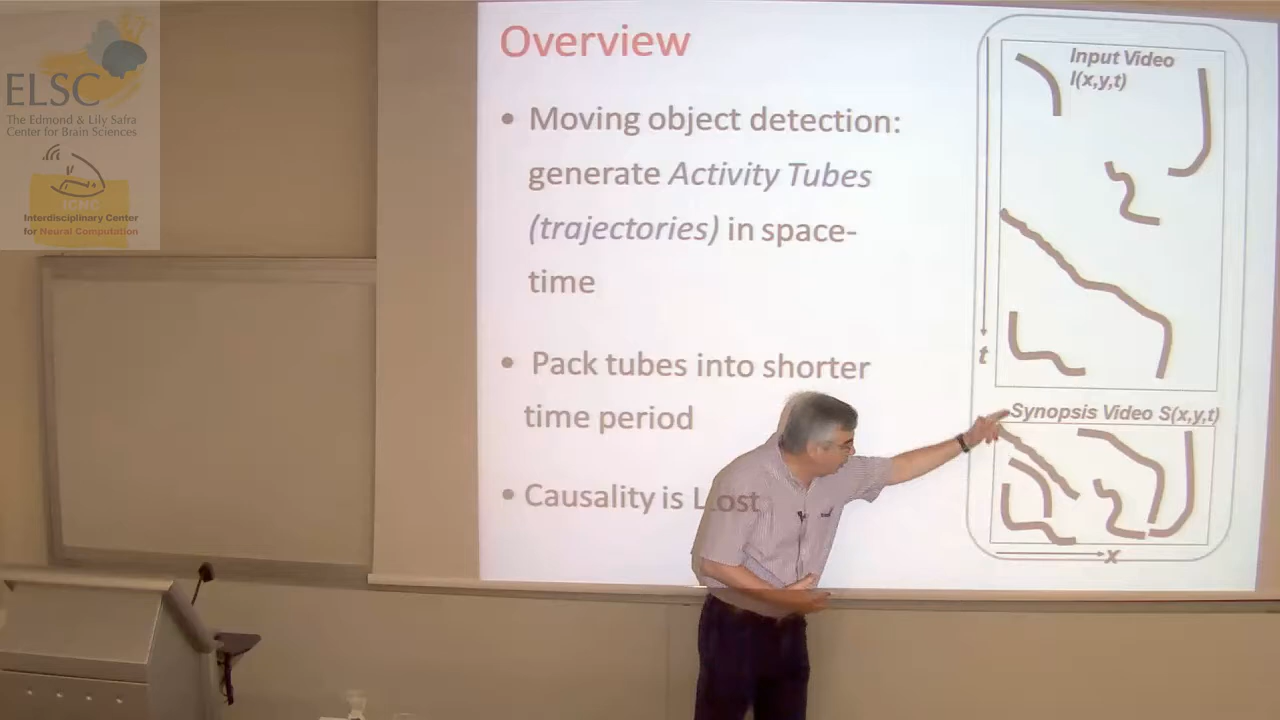 ELSC
The Edmond & Lily Safra
Center for Brain Sciences
ICNC
Interdisciplinary Center
for Neural Computation
Overview
• Moving object detection:
generate Activity Tubes
(trajectories) in space-
time
• Pack tubes into shorter
time period
• Causality is Lost
Input Video
I(x,y,t)
t
Synopsis Video S(x,y,t)
x